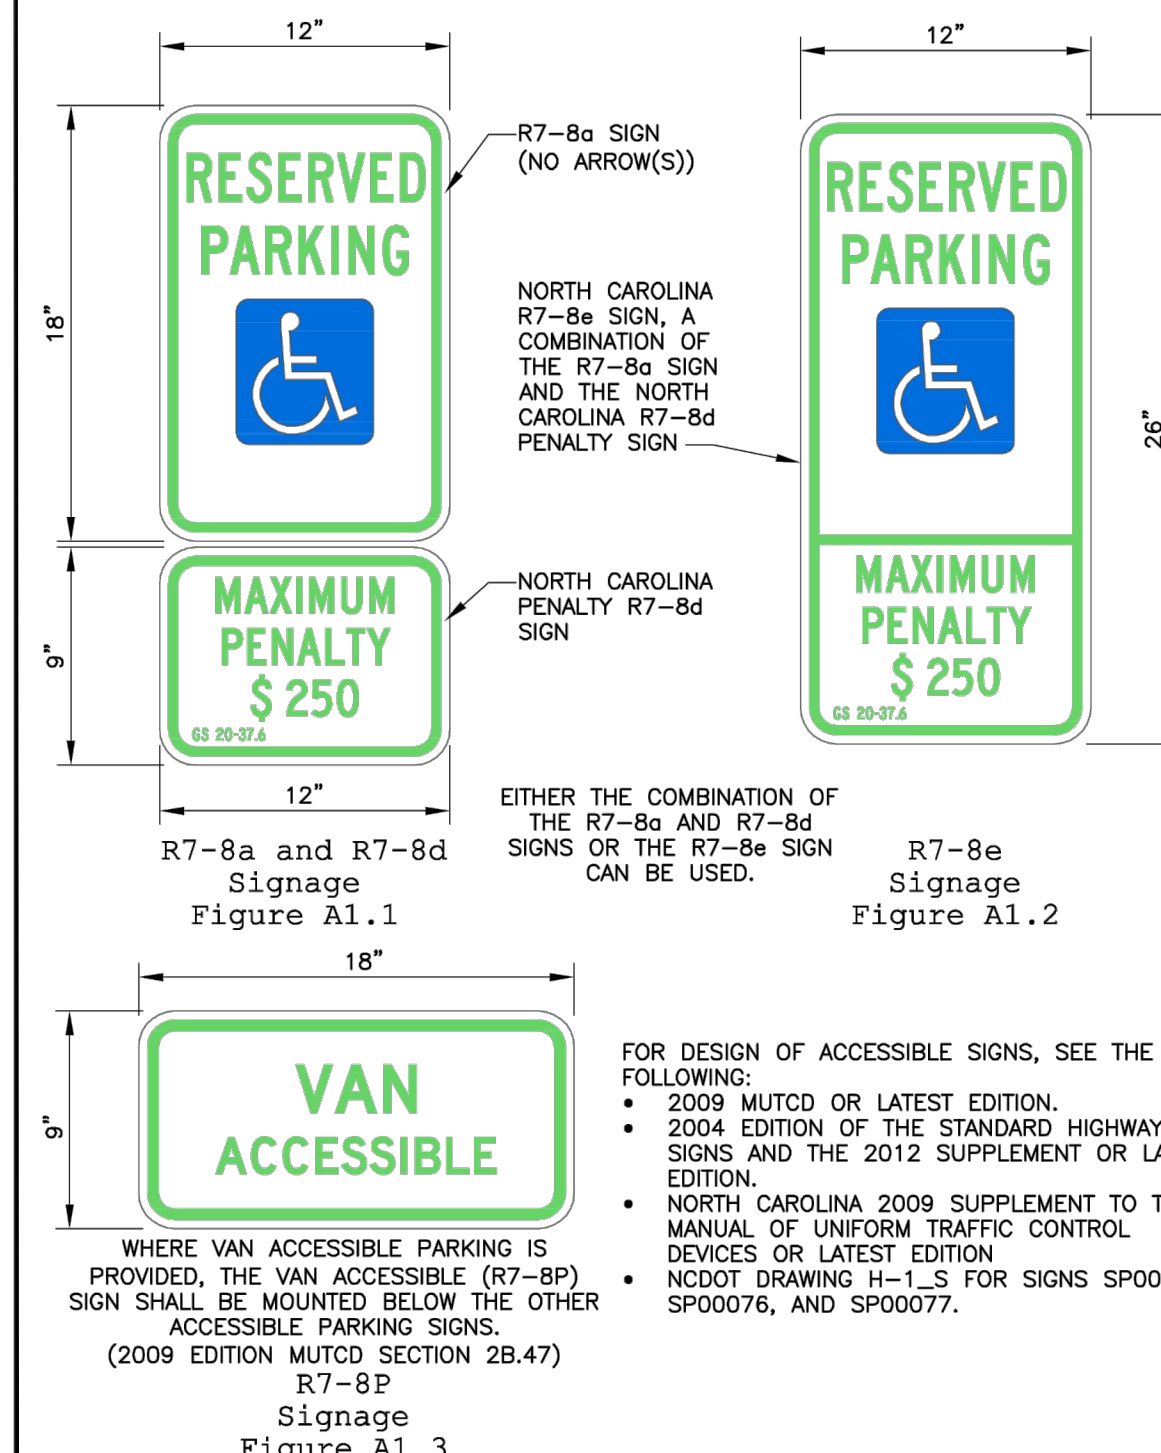 12"
RESERVED
PARKING
18"
R7-8a SIGN
(NO ARROW(S))
NORTH CAROLINA
R7-8e SIGN, A
COMBINATION OF
THE R7-8a SIGN
AND THE NORTH
CAROLINA R7-8d
PENALTY SIGN
MAXIMUM
PENALTY
$ 250
GS 20-37.6
9"
NORTH CAROLINA
PENALTY R7-8d
SIGN
12"
R7-8a and R7-8d
Signage
Figure A1.1
12"
RESERVED
PARKING
26"
MAXIMUM
PENALTY
$ 250
GS 20-37.6
EITHER THE COMBINATION OF
THE R7-8a AND R7-8d
SIGNS OR THE R7-8e SIGN
CAN BE USED.
R7-8e
Signage
Figure A1.2
18"
VAN
ACCESSIBLE
9"
WHERE VAN ACCESSIBLE PARKING IS
PROVIDED, THE VAN ACCESSIBLE (R7-8P)
SIGN SHALL BE MOUNTED BELOW THE OTHER
ACCESSIBLE PARKING SIGNS.
(2009 EDITION MUTCD SECTION 2B.47)
R7-8P
Signage
Figure A1.3
FOR DESIGN OF ACCESSIBLE SIGNS, SEE THE
FOLLOWING:
• 2009 MUTCD OR LATEST EDITION.
• 2004 EDITION OF THE STANDARD HIGHWAY
SIGNS AND THE 2012 SUPPLEMENT OR
EDITION.
• NORTH CAROLINA 2009 SUPPLEMENT TO
MANUAL OF UNIFORM TRAFFIC CONTROL
DEVICES OR LATEST EDITION
• NCDOT DRAWING H-1_S FOR SIGNS
SP00076, AND SP00077.